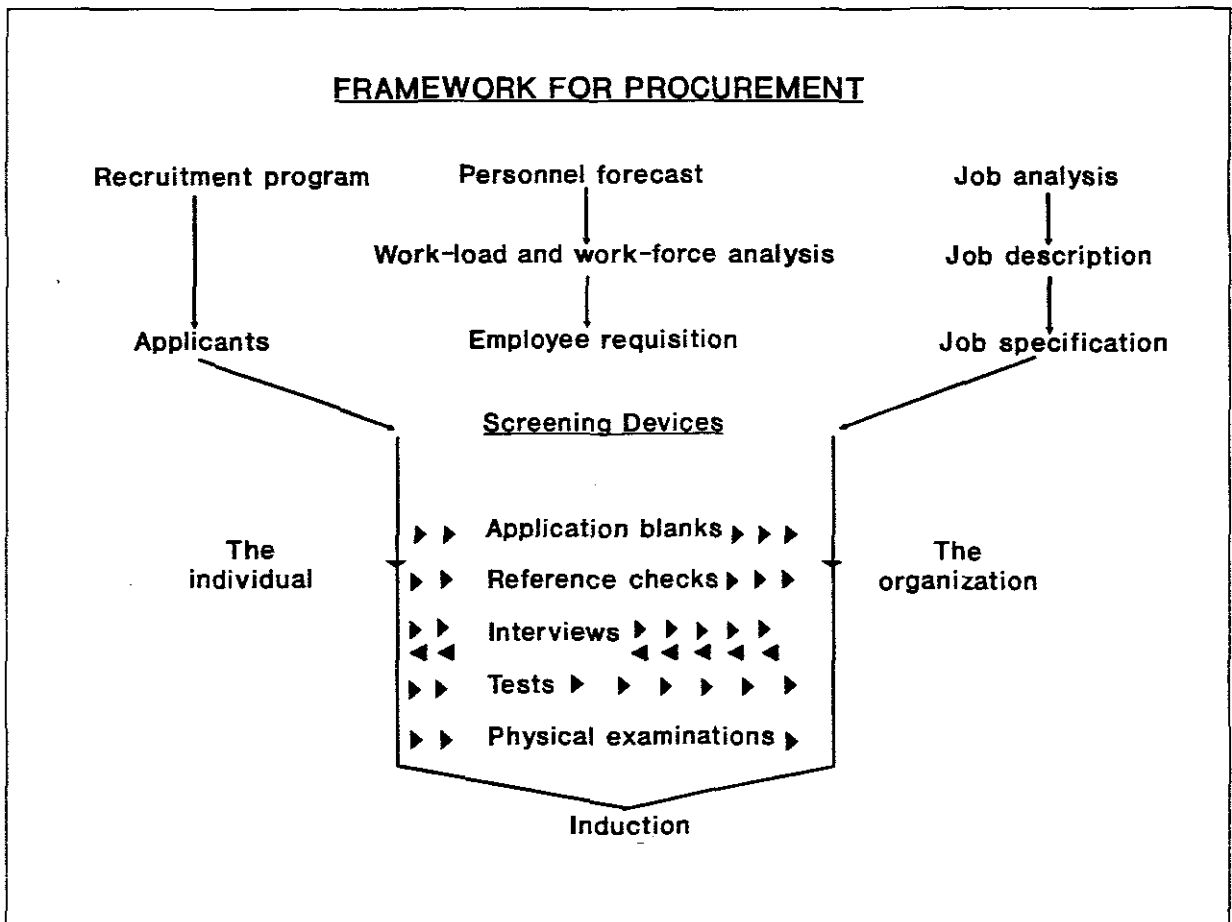 FRAMEWORK FOR PROCUREMENT
Recruitment program
Personnel forecast
Job analysis
Work-load and work-force analysis
Job description
Applicants
Employee requisition
Job specification
Screening Devices
Application blanks
The
individual
The
organization
Reference checks
Interviews
Tests
Physical examinations
Induction